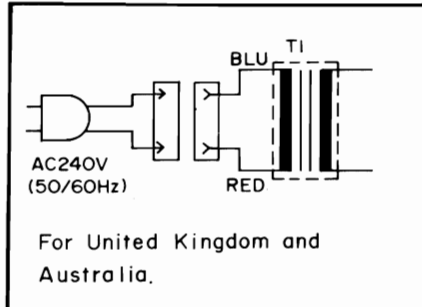 BLU
T1
AC240V
(50/60Hz)
RED
For United Kingdom and
Australia.